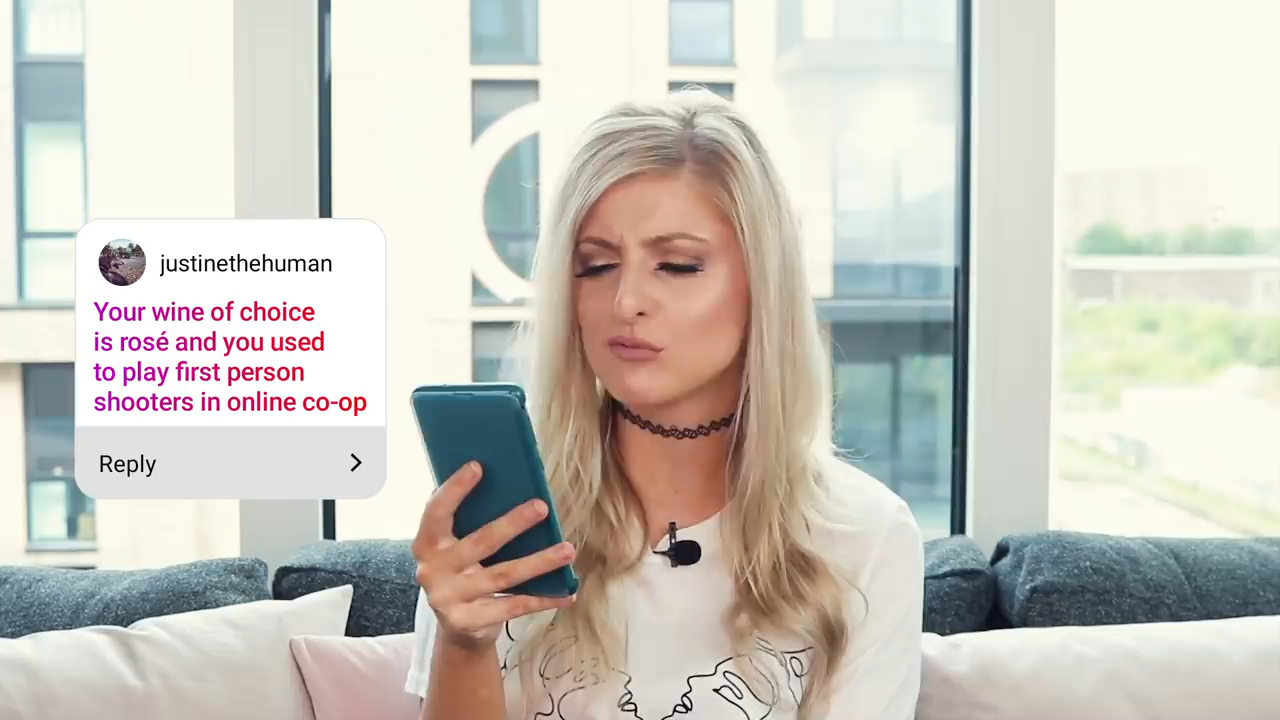 justinethehuman
Your wine of choice
is rosé and you used
to play first person
shooters in online co-op
Reply